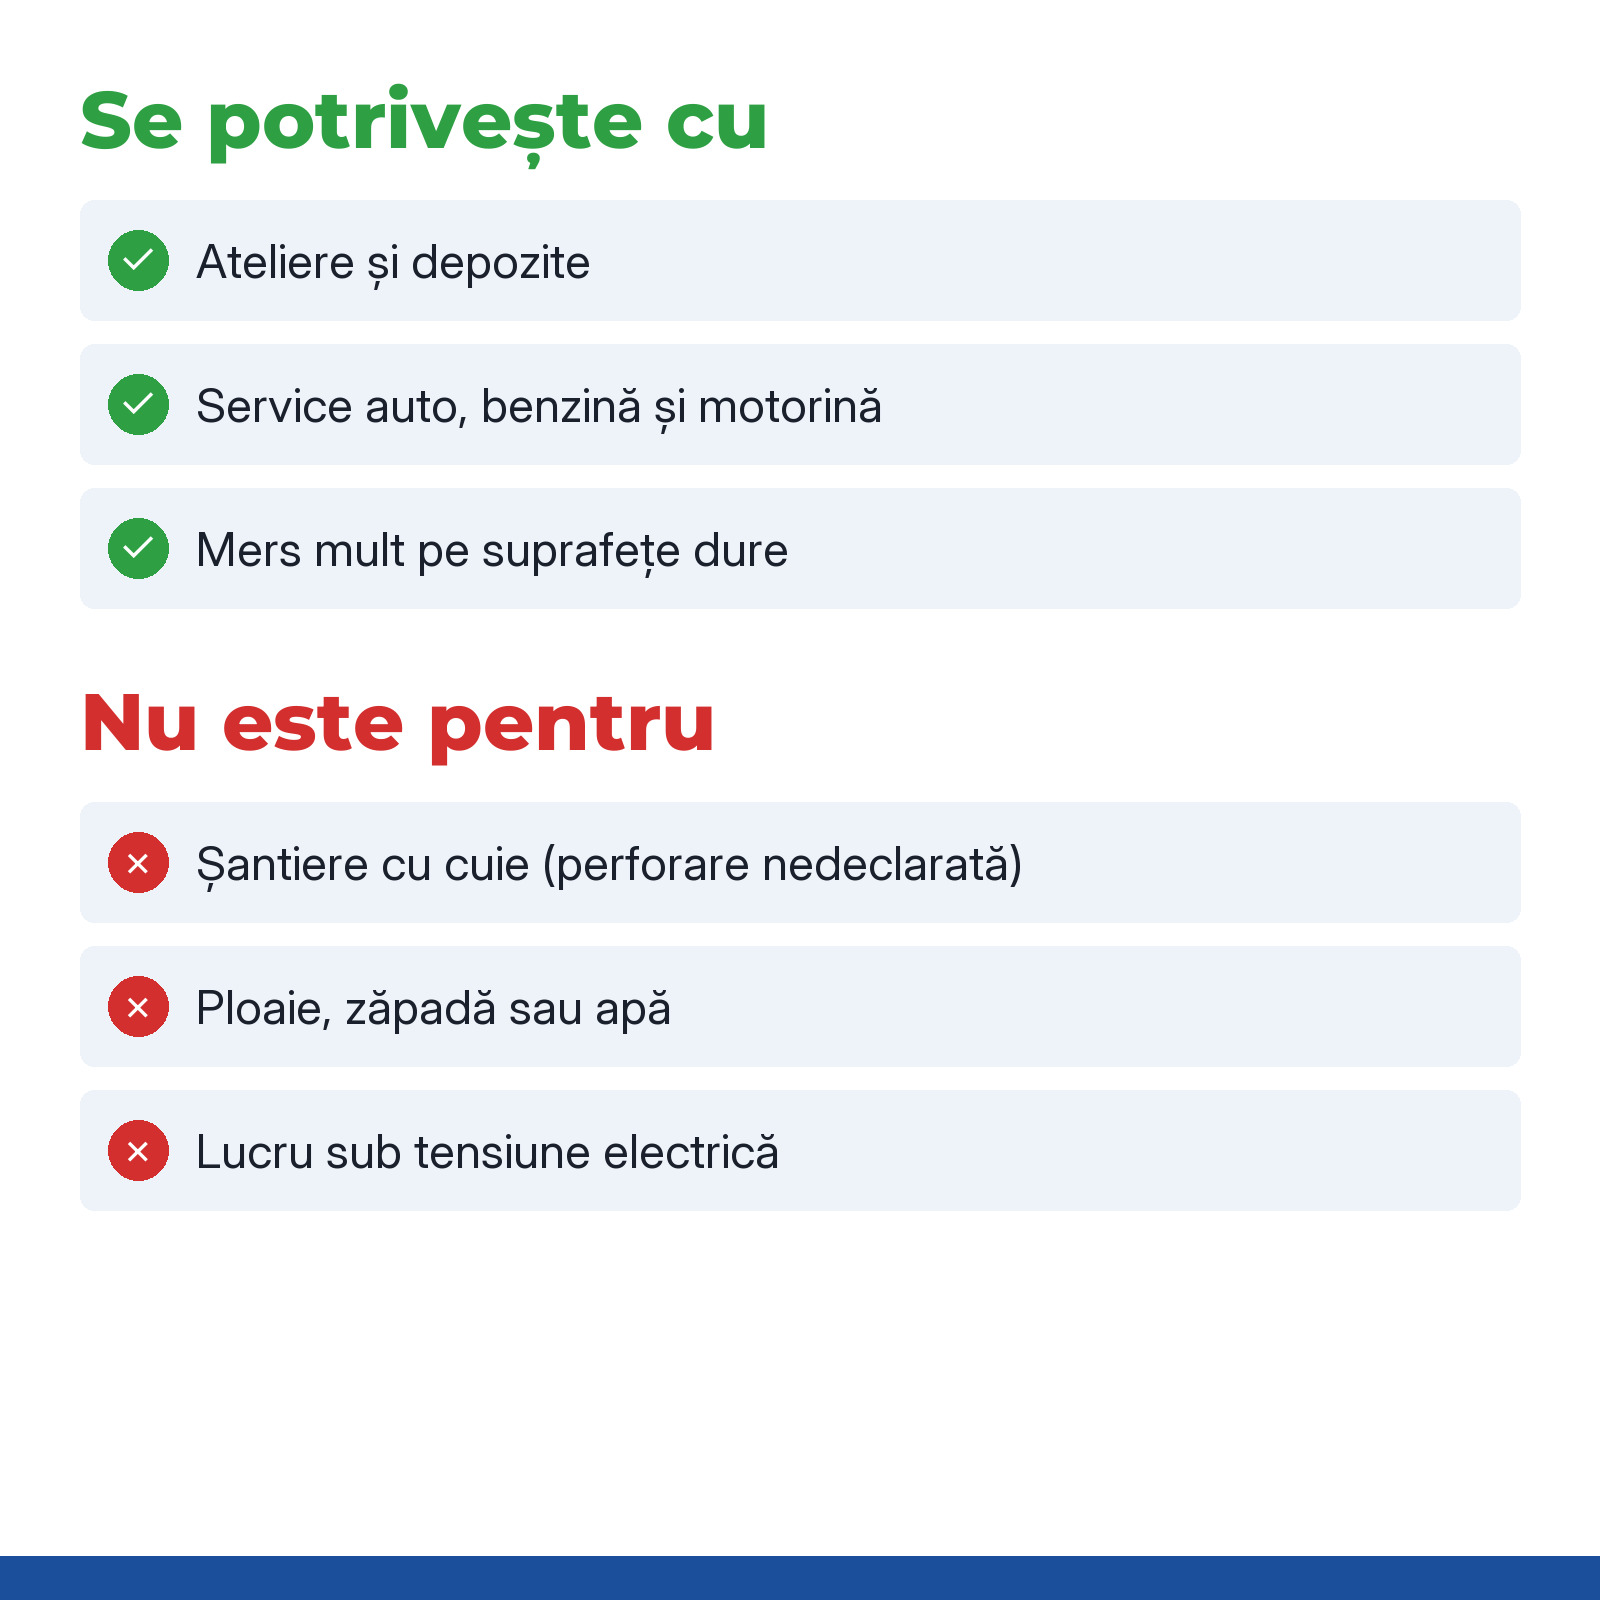 Se potrivește cu
Ateliere și depozite
Service auto, benzină și motorină
Mers mult pe suprafețe dure
Nu este pentru
Șantiere cu cuie (perforare nedeclarată)
Ploaie, zăpadă sau apă
Lucru sub tensiune electrică